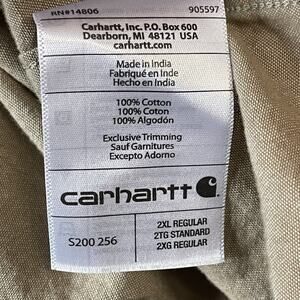 RN#14806 905597
Carhartt, Inc. P.O. Box 600
Dearborn, MI 48121 USA
carhartt.com
Made in India
Fabriqué en Inde
Hecho en India
100% Cotton
100% Coton
100% Algodón
Exclusive Trimming
Sauf Garnitures
Excepto Adorno
carhartt
S200 256
2XL REGULAR
2TG STANDARD
2XG REGULAR